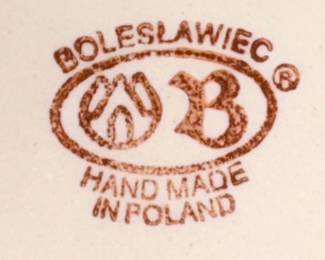 BOLESŁAWIEC ®
B
HAND MADE
IN POLAND